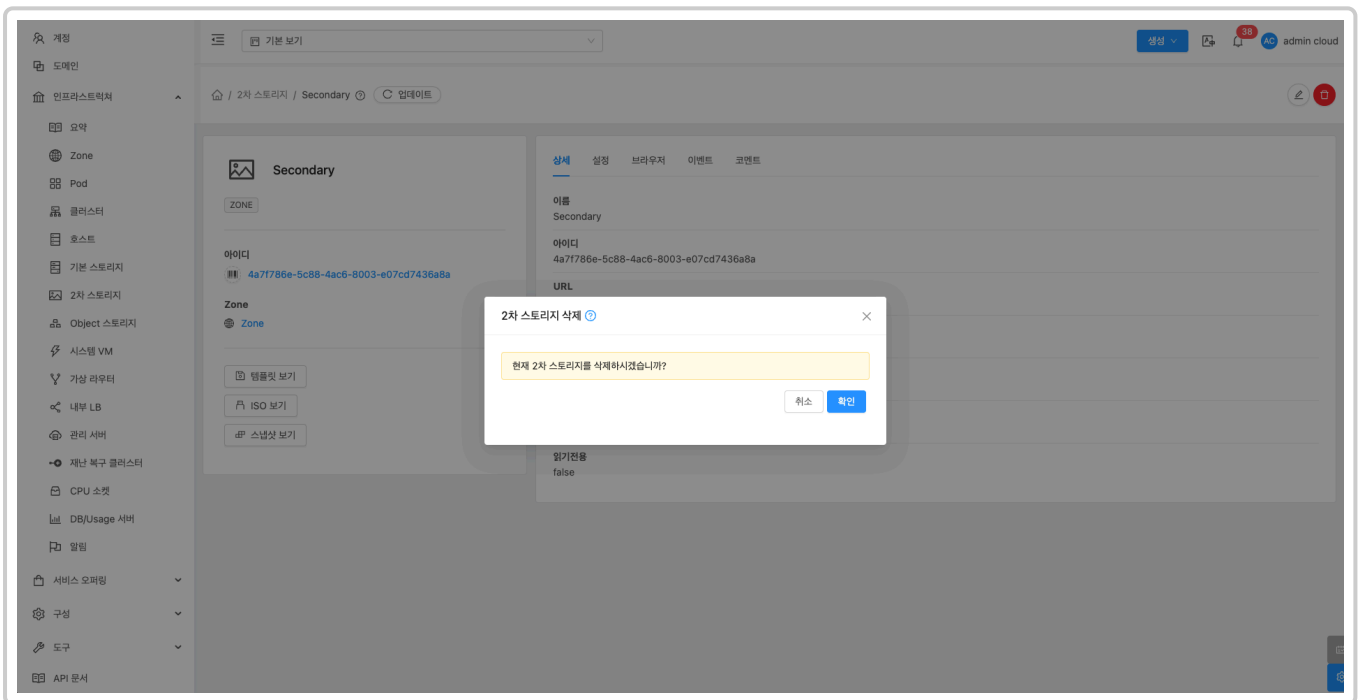 계정
도메인
인프라스트럭쳐
요약
Zone
Pod
클러스터
호스트
기본 스토리지
2차 스토리지
Object 스토리지
시스템 VM
가상 라우터
내부 LB
관리 서버
재난 복구 클러스터
CPU 소켓
DB/Usage 서버
알림
서비스 오퍼링
구성
도구
API 문서
기본 보기
생성
38
AC admin cloud
/ 2차 스토리지 / Secondary 업데이트
Secondary
ZONE
아이디
4a7f786e-5c88-4ac6-8003-e07cd7436a8a
Zone
Zone
템플릿 보기
ISO 보기
스냅샷 보기
상세 설정 브라우저 이벤트 코멘트
이름
Secondary
아이디
4a7f786e-5c88-4ac6-8003-e07cd7436a8a
URL
2차 스토리지 삭제
현재 2차 스토리지를 삭제하시겠습니까?
취소 확인
읽기전용
false